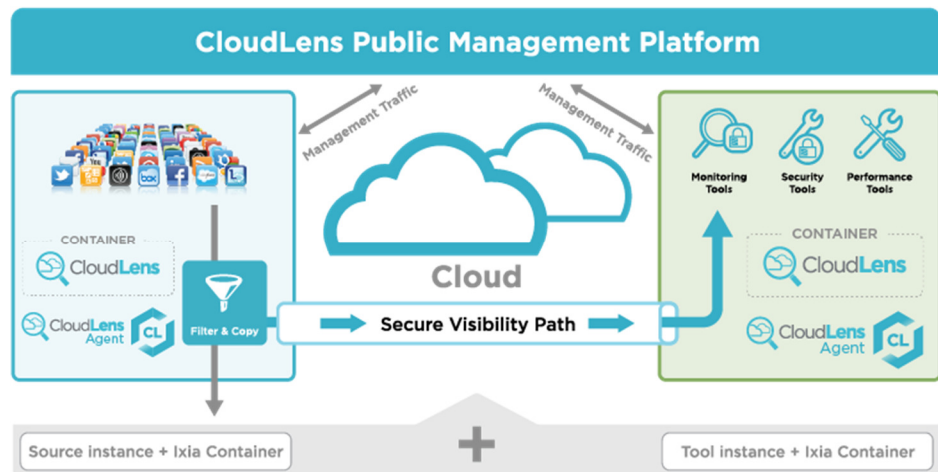 CloudLens Public Management Platform
Management Traffic
Management Traffic
Monitoring
Tools
Security
Tools
Performance
Tools
CONTAINER
CloudLens
CloudLens
Agent
CL
Filter & Copy
Cloud
Secure Visibility Path
CONTAINER
CloudLens
CloudLens
Agent
CL
Source instance + Ixia Container
+
Tool instance + Ixia Container